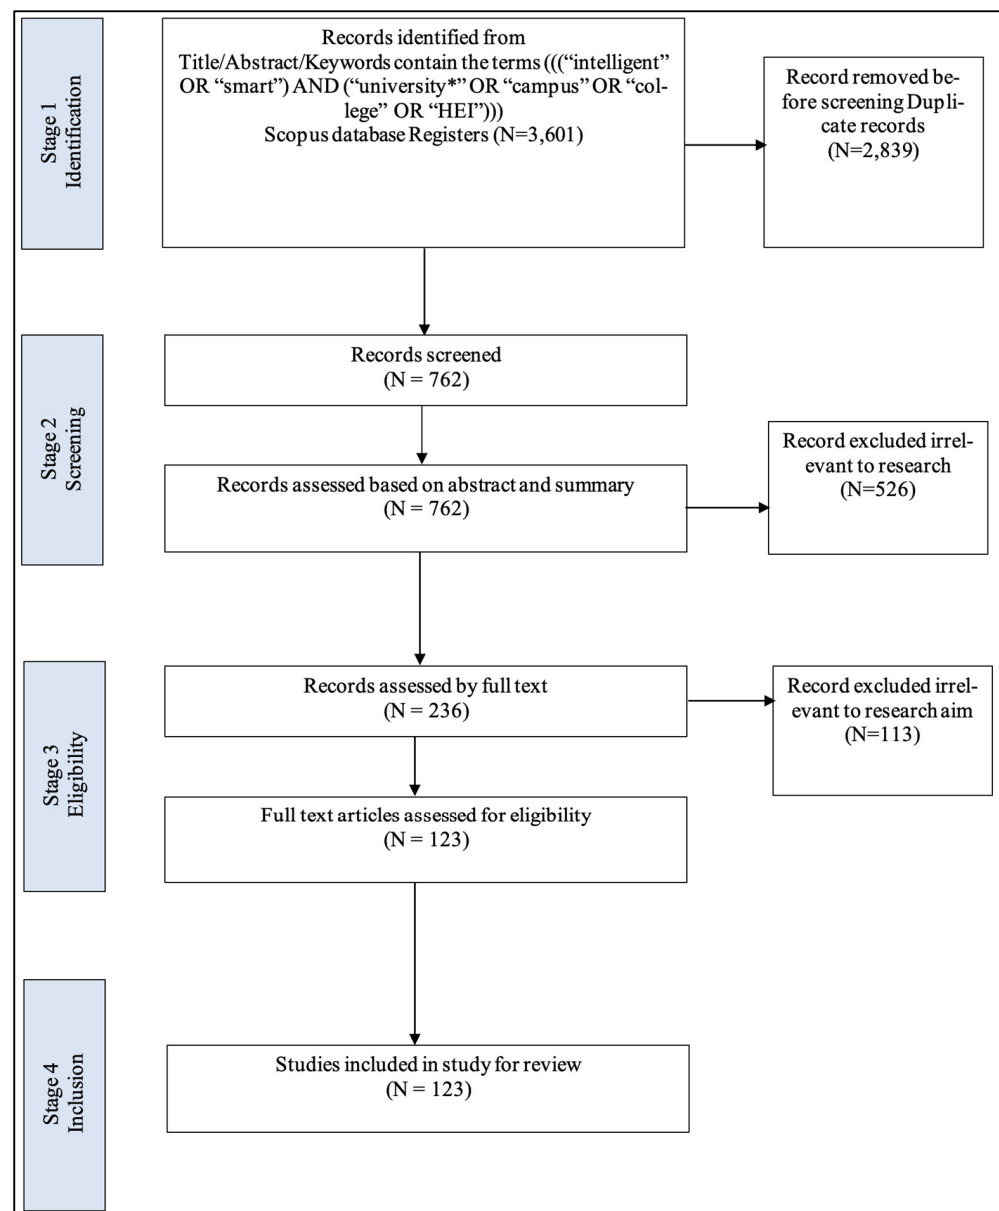 Stage 1
Identification
Records identified from
Title/Abstract/Keywords contain the terms (((“intelligent”
OR “smart”) AND (“university*” OR “campus” OR “col-
lege” OR “HEI”)))
Scopus database Registers (N=3,601)
Record removed be-
fore screening Dupli-
cate records
(N=2,839)
Stage 2
Screening
Records screened
(N = 762)
Records assessed based on abstract and summary
(N = 762)
Record excluded irrel-
evant to research
(N=526)
Stage 3
Eligibility
Records assessed by full text
(N = 236)
Record excluded irrel-
evant to research aim
(N=113)
Full text articles assessed for eligibility
(N = 123)
Stage 4
Inclusion
Studies included in study for review
(N = 123)